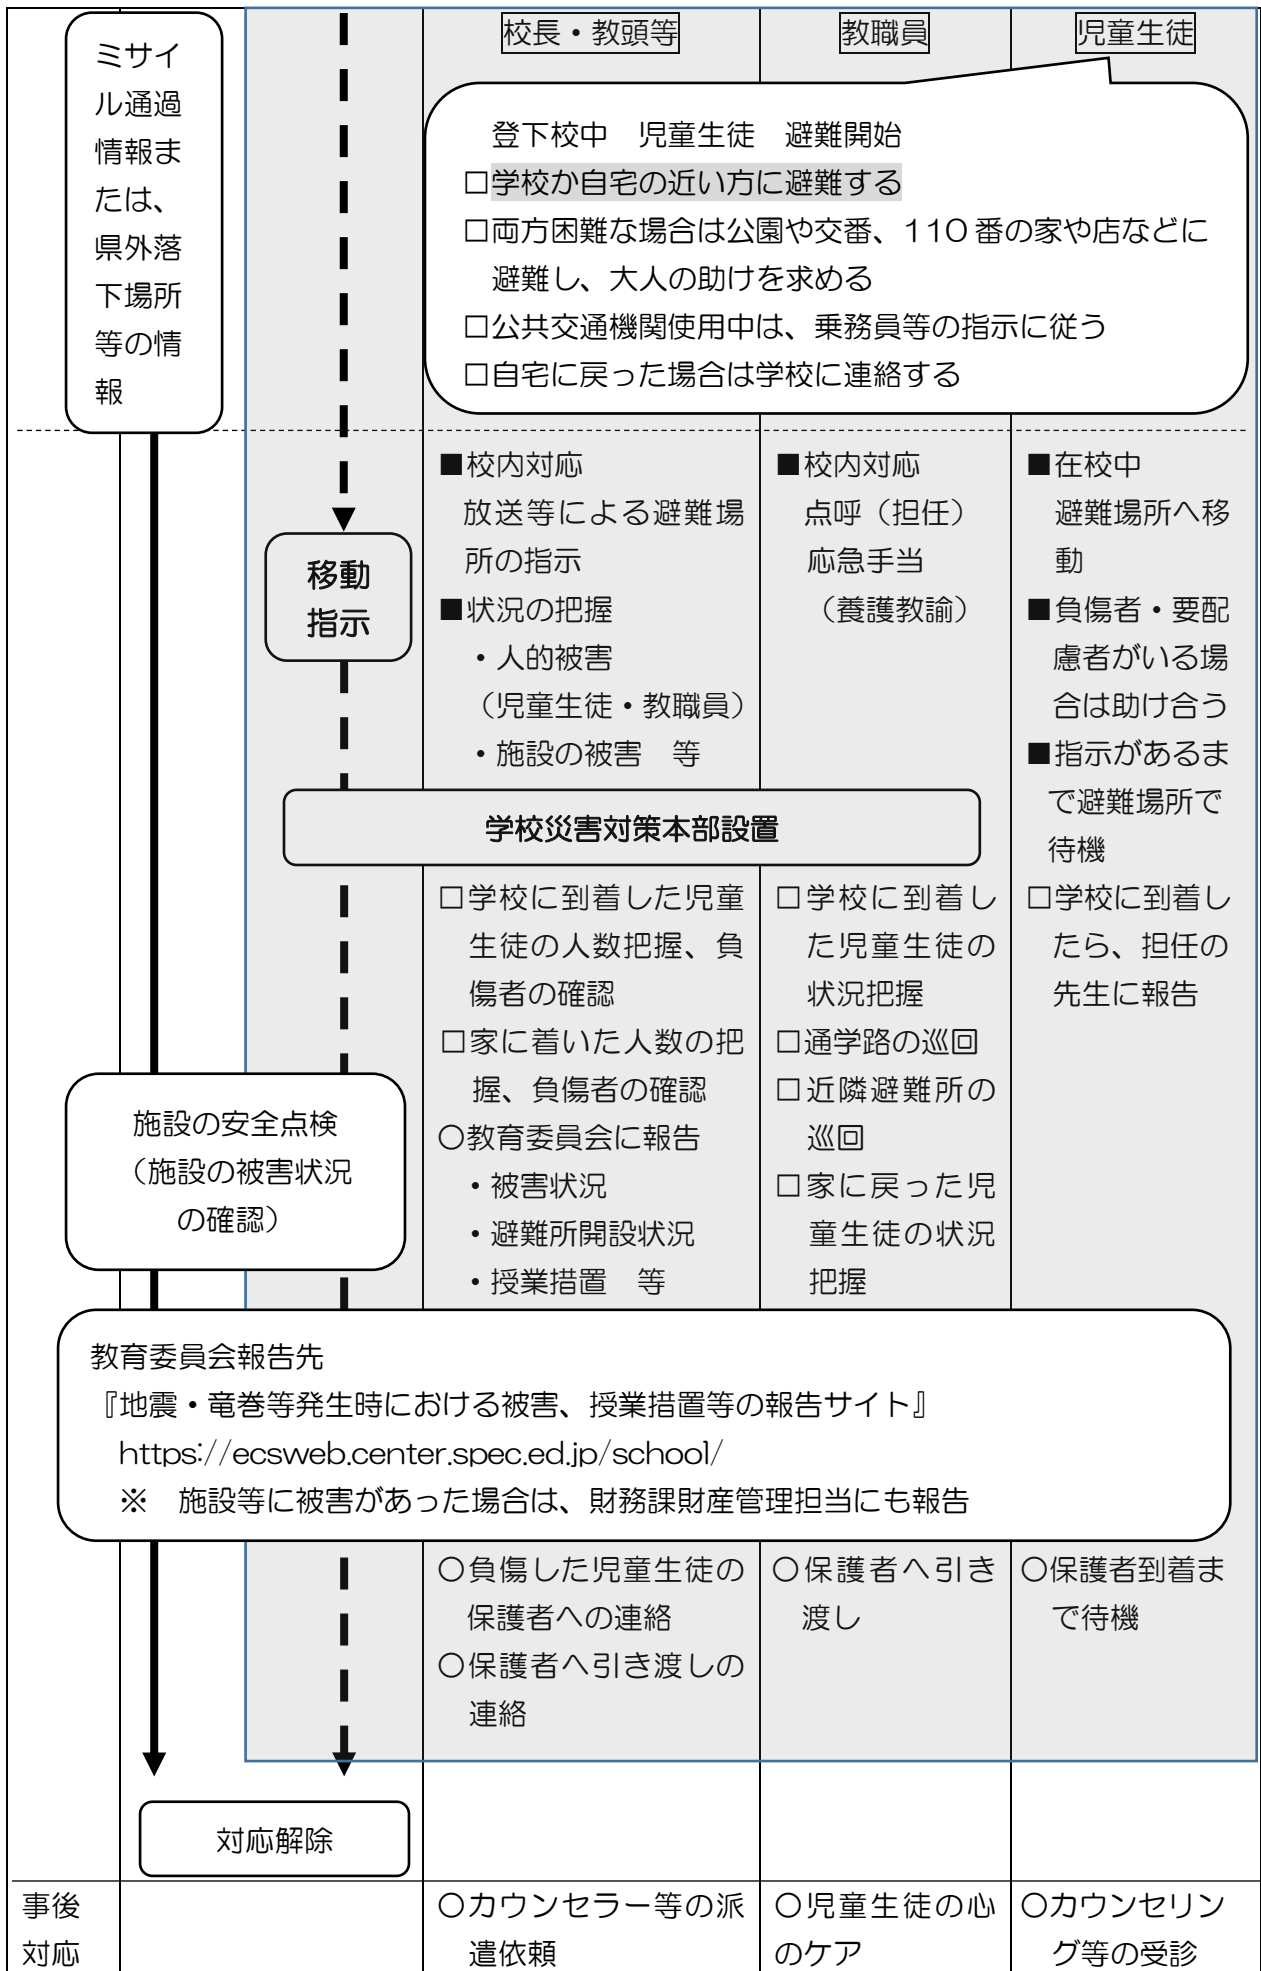 ミサイ
ル通過
情報ま
たは、
県外落
下場所
等の情
報
校長・教頭等
教職員
児童生徒
登下校中　児童生徒　避難開始
□学校か自宅の近い方に避難する
□両方困難な場合は公園や交番、110番の家や店などに
避難し、大人の助けを求める
□公共交通機関使用中は、乗務員等の指示に従う
□自宅に戻った場合は学校に連絡する
移動
指示
■校内対応
放送等による避難場
所の指示
■状況の把握
・人的被害
（児童生徒・教職員）
・施設の被害　等
■校内対応
点呼（担任）
応急手当
（養護教諭）
■在校中
避難場所へ移
動
■負傷者・要配
慮者がいる場
合は助け合う
■指示があるま
で避難場所で
待機
学校災害対策本部設置
□学校に到着した児童
生徒の人数把握、負
傷者の確認
□家に着いた人数の把
握、負傷者の確認
○教育委員会に報告
・被害状況
・避難所開設状況
・授業措置　等
□学校に到着し
た児童生徒の
状況把握
□通学路の巡回
□近隣避難所の
巡回
□家に戻った児
童生徒の状況
把握
□学校に到着し
たら、担任の
先生に報告
施設の安全点検
（施設の被害状況
の確認）
教育委員会報告先
『地震・竜巻等発生時における被害、授業措置等の報告サイト』
https://ecsweb.center.spec.ed.jp/school/
※　施設等に被害があった場合は、財務課財産管理担当にも報告
○負傷した児童生徒の
保護者への連絡
○保護者へ引き渡しの
連絡
○保護者へ引き
渡し
○保護者到着ま
で待機
対応解除
事後
対応
○カウンセラー等の派
遣依頼
○児童生徒の心
のケア
○カウンセリン
グ等の受診